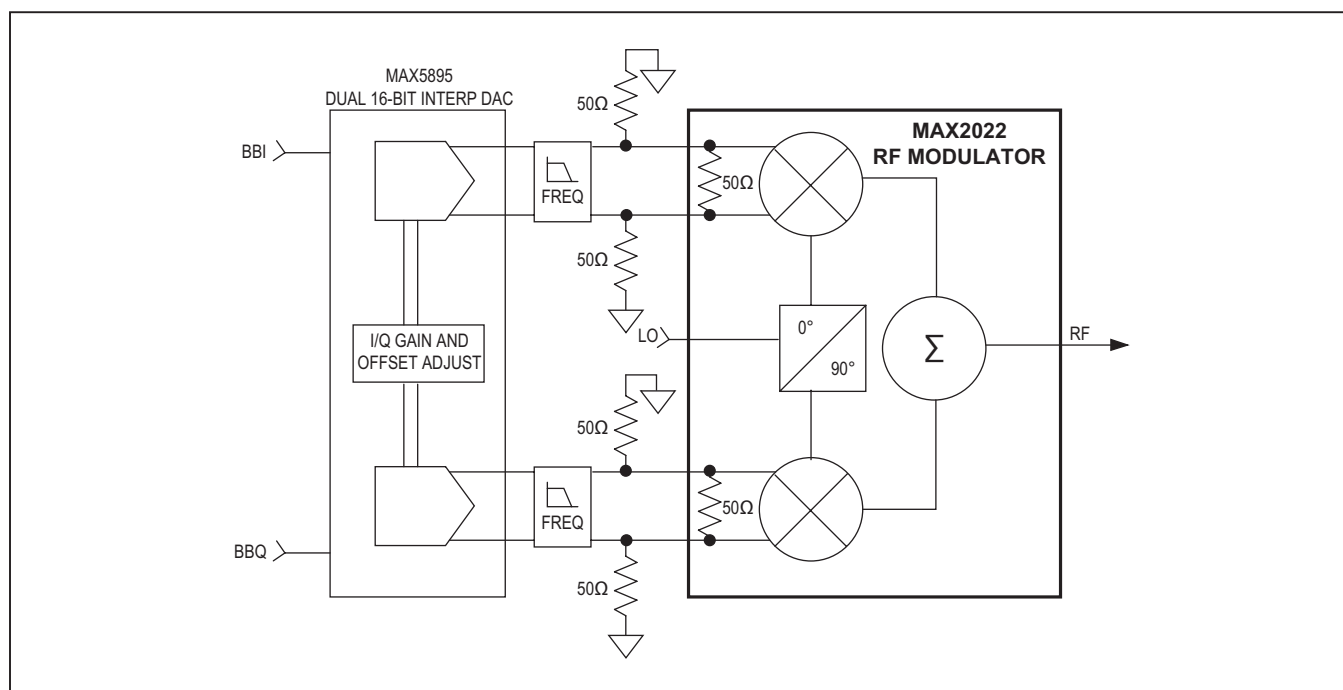 MAX5895
DUAL 16-BIT INTERP DAC
BBI
FREQ
50Ω
50Ω
50Ω
MAX2022
RF MODULATOR
I/Q GAIN AND
OFFSET ADJUST
LO
0°
90°
Σ
RF
BBQ
FREQ
50Ω
50Ω
50Ω